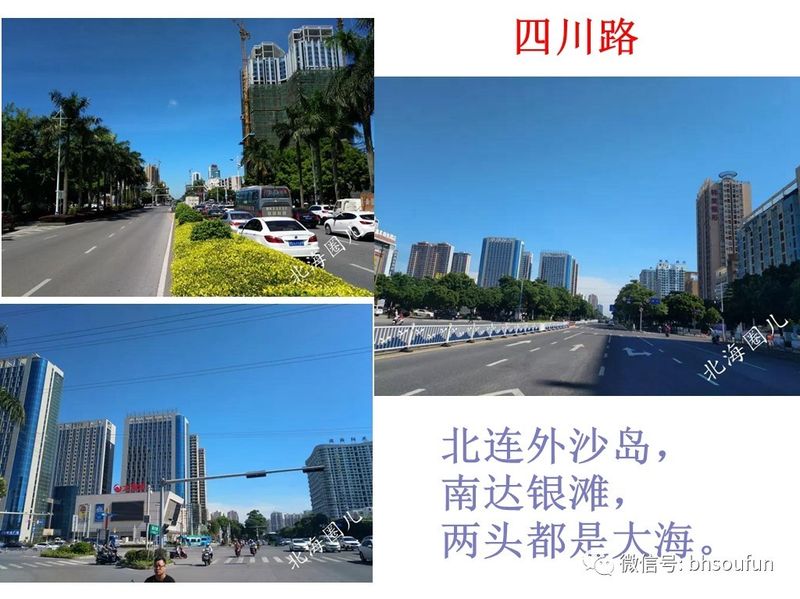 四川路
北海圈儿
北海圈儿
北海圈儿
北连外沙岛，
南达银滩，
两头都是大海。
微信号: bhsoufun